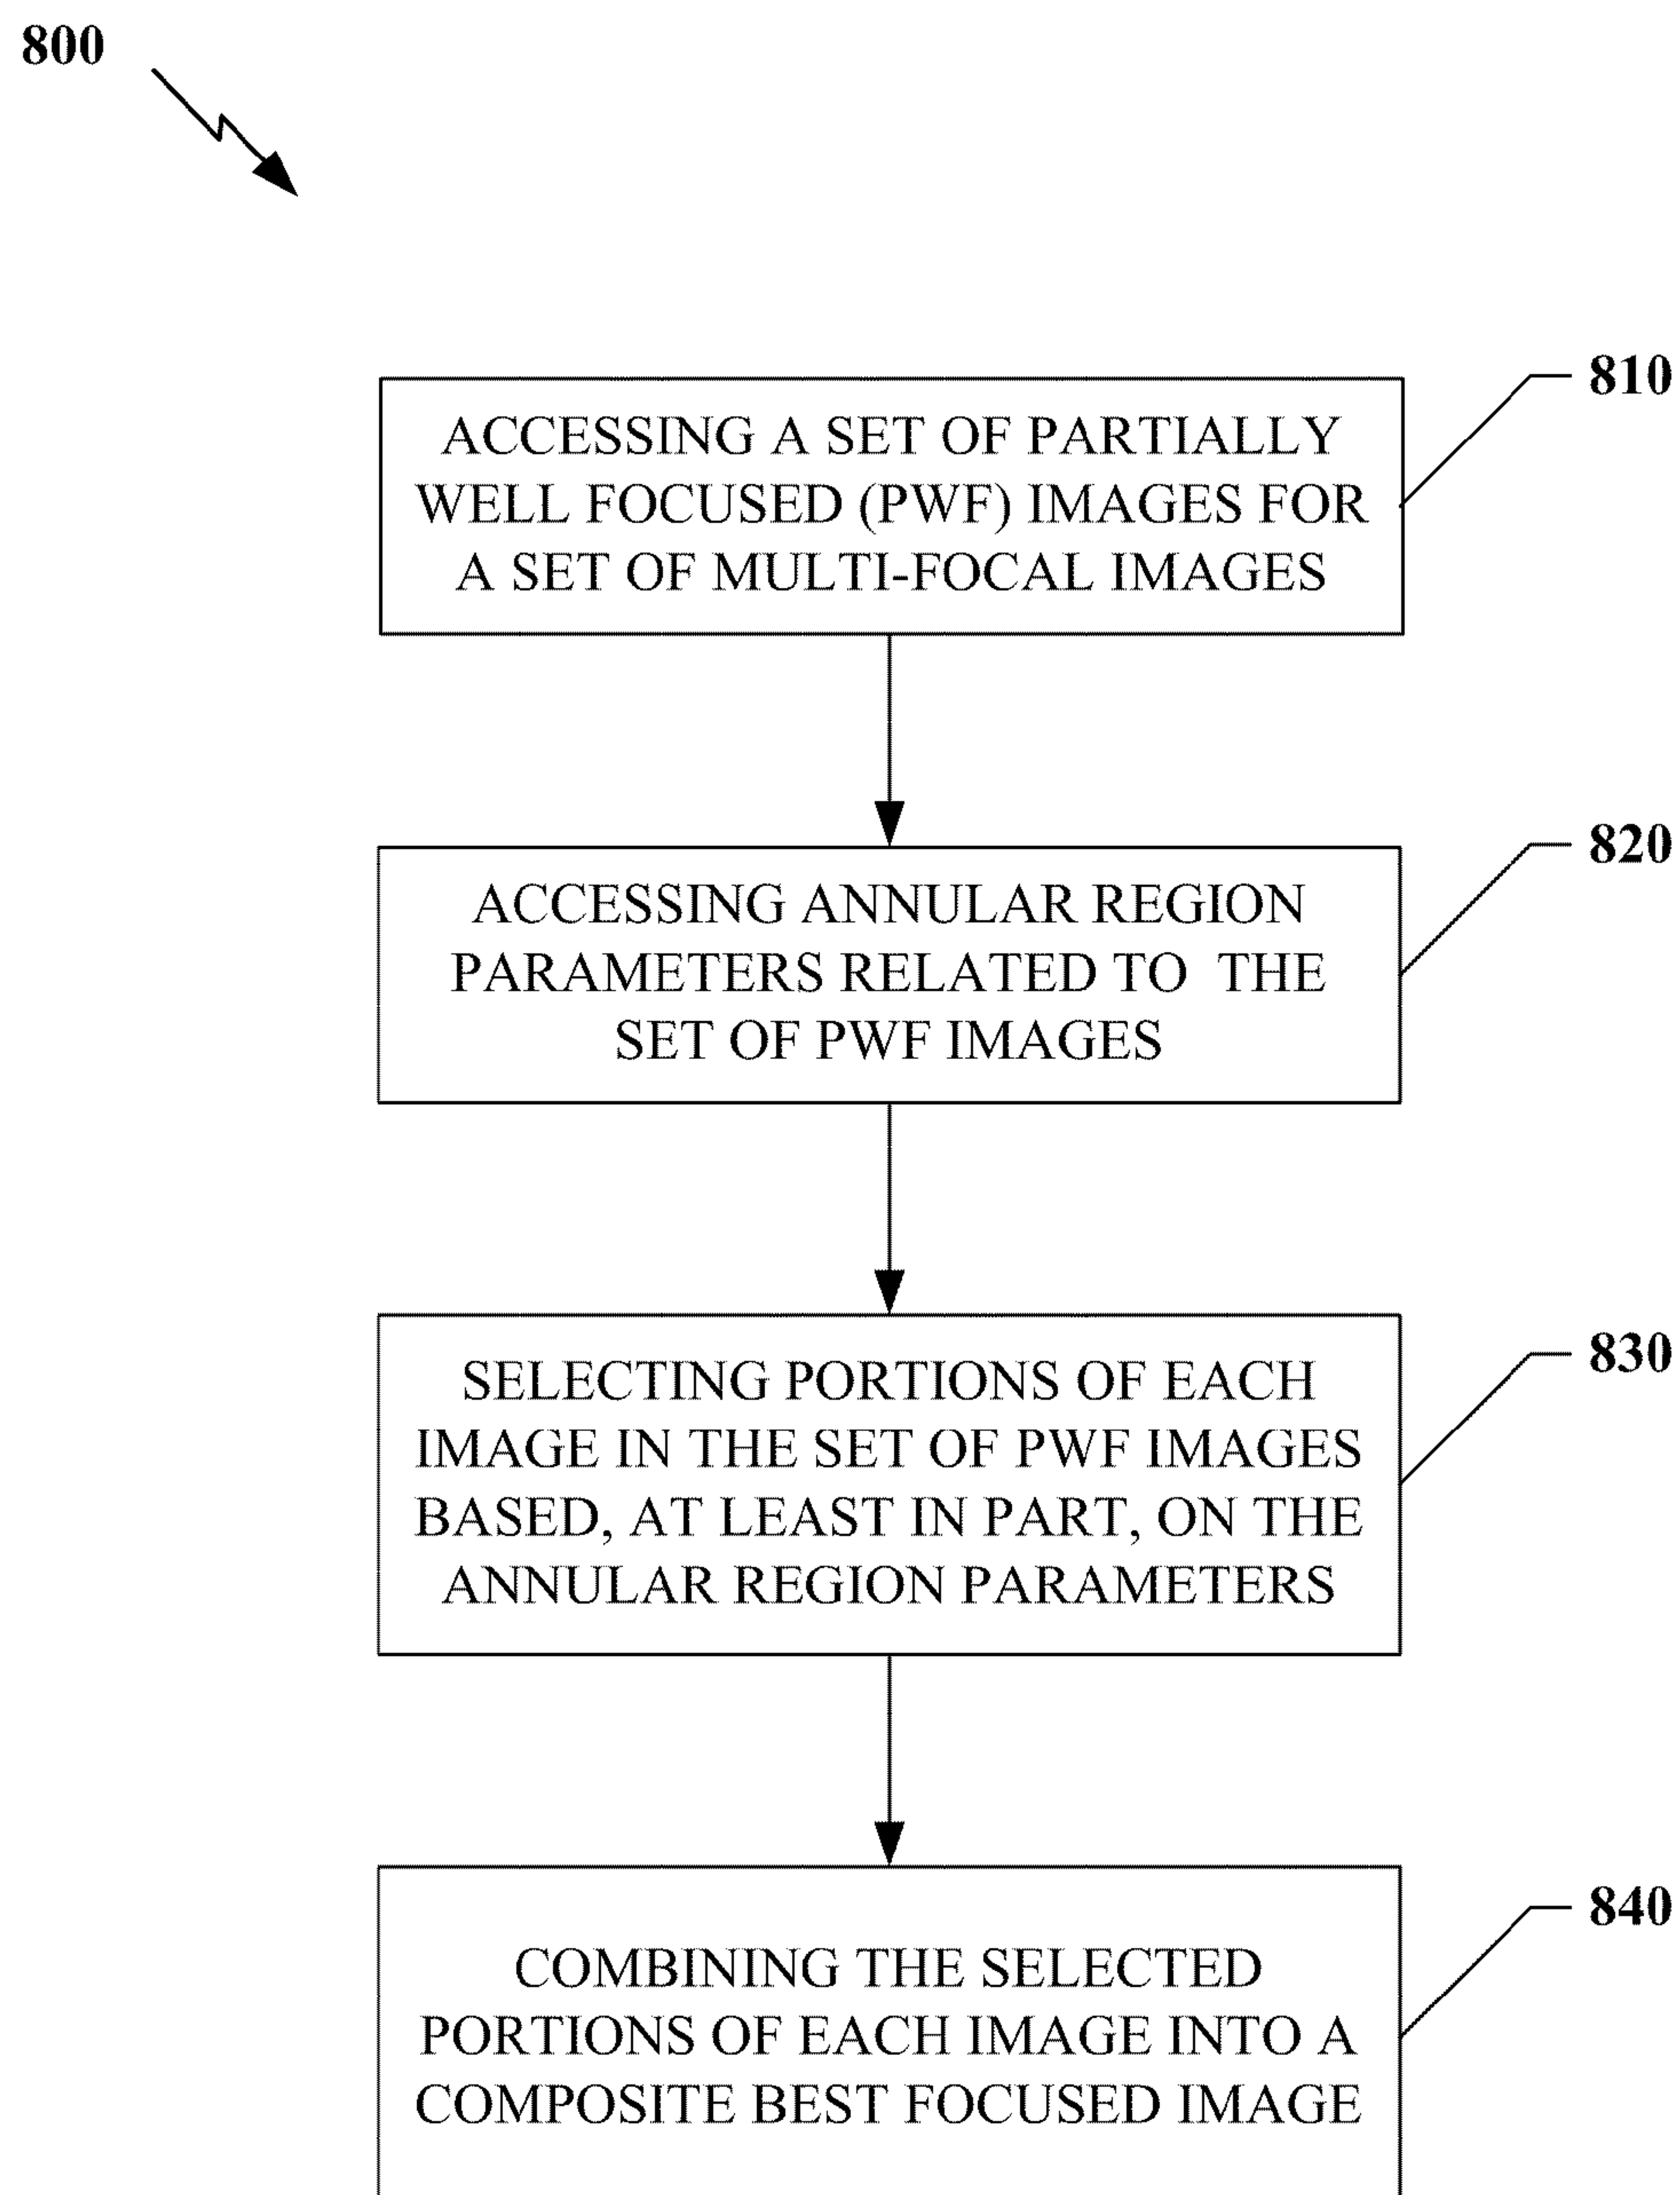 800
810
ACCESSING A SET OF PARTIALLY
WELL FOCUSED (PWF) IMAGES FOR
A SET OF MULTI-FOCAL IMAGES
820
ACCESSING ANNULAR REGION
PARAMETERS RELATED TO THE
SET OF PWF IMAGES
830
SELECTING PORTIONS OF EACH
IMAGE IN THE SET OF PWF IMAGES
BASED, AT LEAST IN PART, ON THE
ANNULAR REGION PARAMETERS
840
COMBINING THE SELECTED
PORTIONS OF EACH IMAGE INTO A
COMPOSITE BEST FOCUSED IMAGE